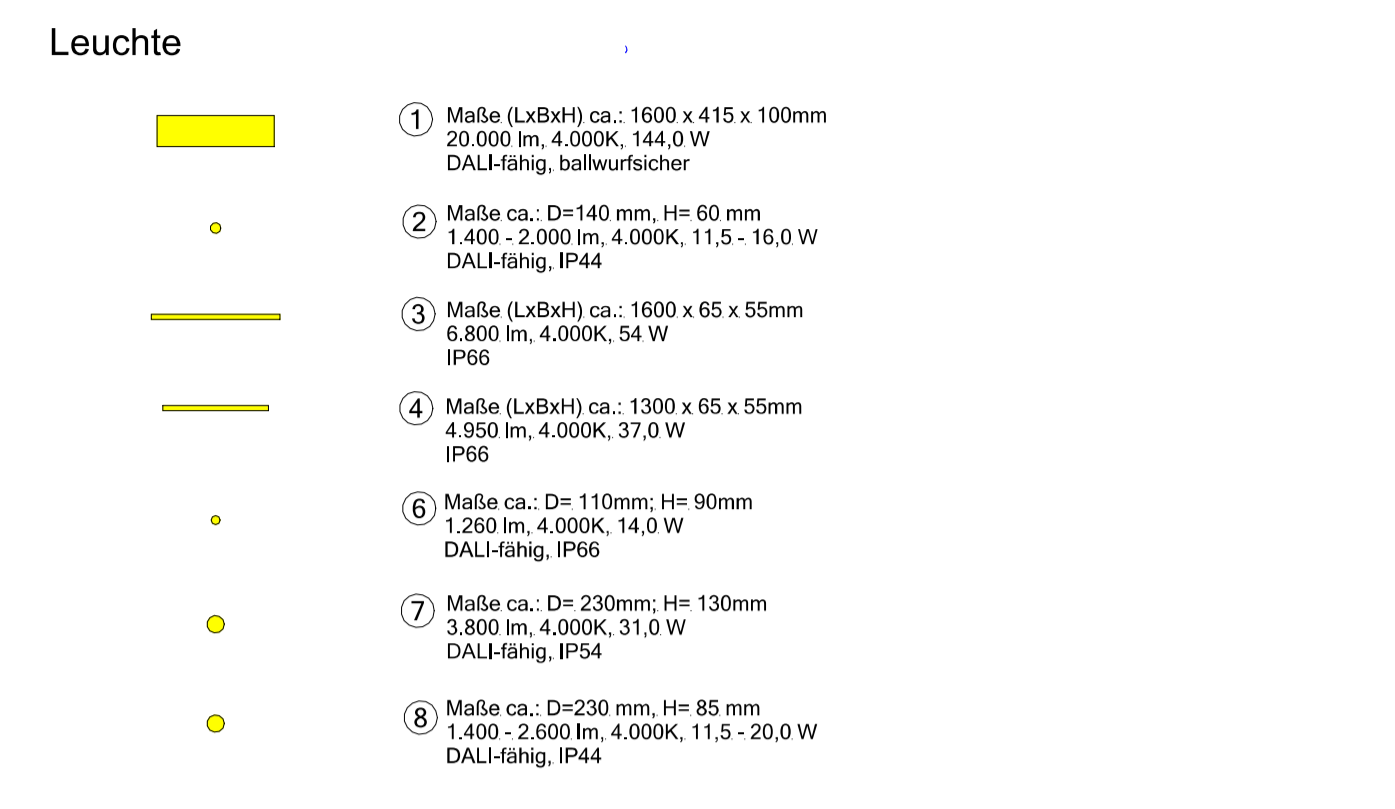 Leuchte
1 Maße (LxBxH) ca.: 1600 x 415 x 100mm
20.000 lm, 4.000K, 144,0 W
DALI-fähig, ballwurfsicher
2 Maße ca.: D=140 mm, H= 60 mm
1.400 - 2.000 lm, 4.000K, 11,5 - 16,0 W
DALI-fähig, IP44
3 Maße (LxBxH) ca.: 1600 x 65 x 55mm
6.800 lm, 4.000K, 54 W
IP66
4 Maße (LxBxH) ca.: 1300 x 65 x 55mm
4.950 lm, 4.000K, 37,0 W
IP66
6 Maße ca.: D= 110mm; H= 90mm
1.260 lm, 4.000K, 14,0 W
DALI-fähig, IP66
7 Maße ca.: D= 230mm; H= 130mm
3.800 lm, 4.000K, 31,0 W
DALI-fähig, IP54
8 Maße ca.: D=230 mm, H= 85 mm
1.400 - 2.600 lm, 4.000K, 11,5 - 20,0 W
DALI-fähig, IP44